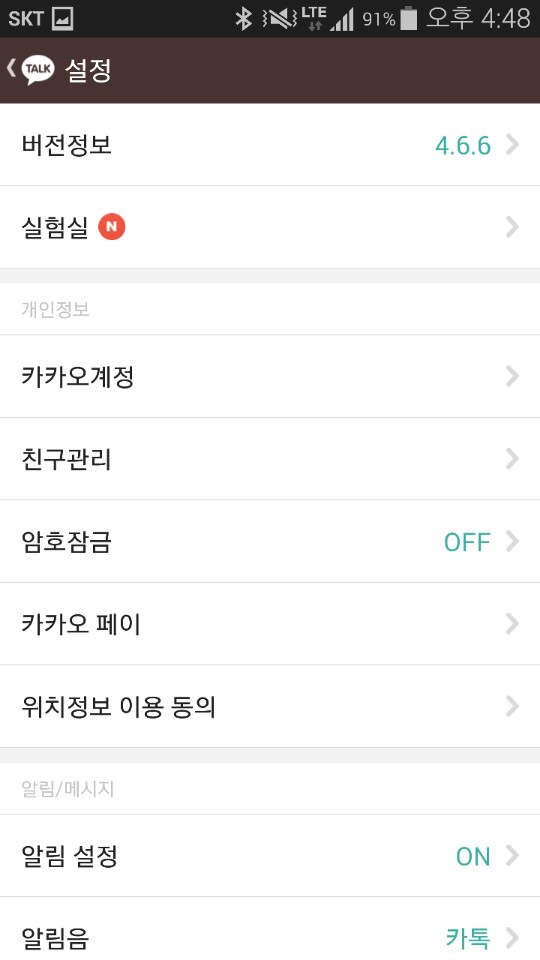 SKT LTE 91% 오후 4:48
TALK 설정
버전정보 4.6.6
실험실 N
개인정보
카카오계정
친구관리
암호잠금 OFF
카카오 페이
위치정보 이용 동의
알림/메시지
알림 설정 ON
알림음 카톡